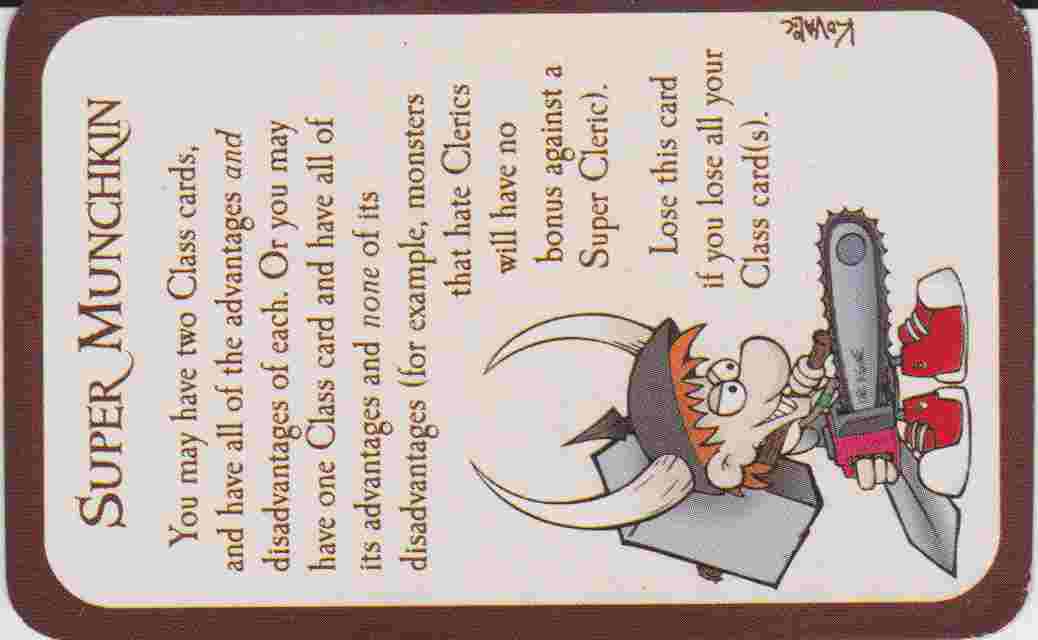 SUPER MUNCHKIN
You may have two Class cards,
and have all of the advantages and
disadvantages of each. Or you may
have one Class card and have all of
its advantages and none of its
disadvantages (for example, monsters
that hate Clerics
will have no
bonus against a
Super Cleric).
Lose this card
if you lose all your
Class card(s).
KOVALIC